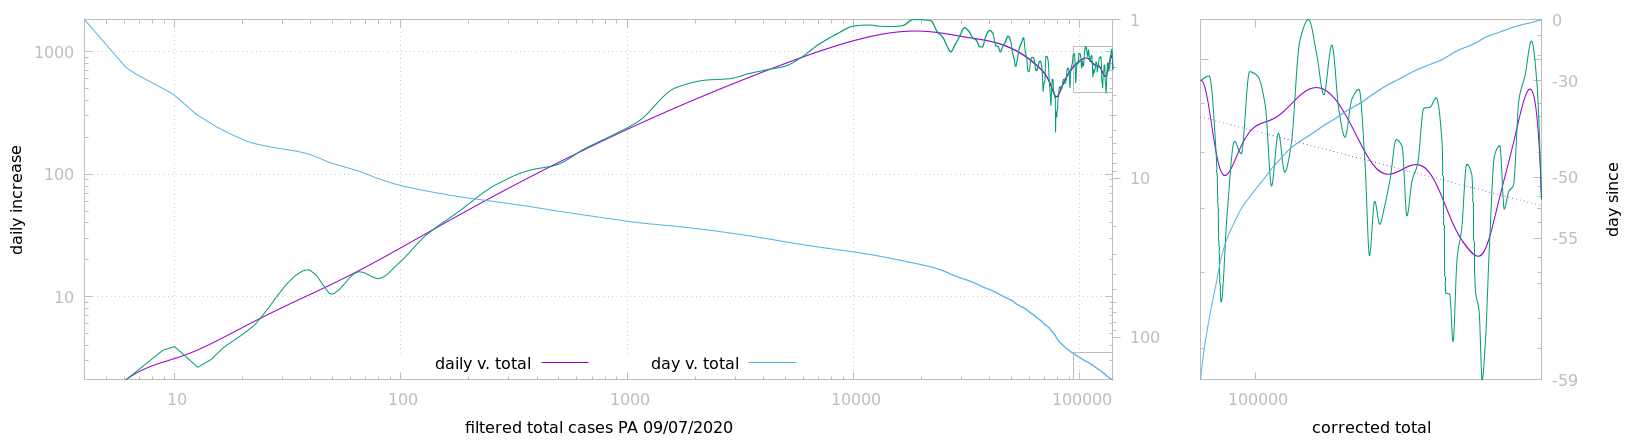 daily increase
1000
100
10
10
100
1000
10000
100000
filtered total cases PA 09/07/2020
daily v. total
day v. total
1
10
100
100000
corrected total
0
-30
-50
-55
-59
day since